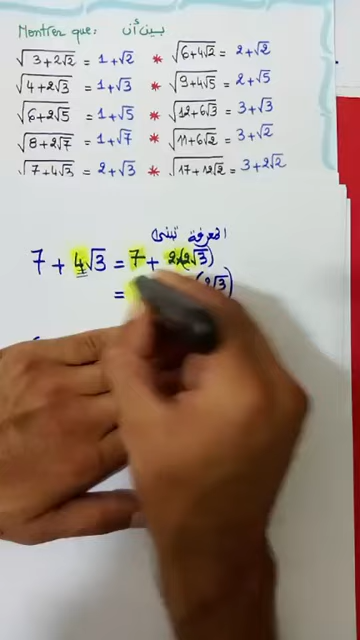 Montrer que: بين أن
√3+2√2 = 1+√2 * √6+4√2 = 2+√2
√4+2√3 = 1+√3 * √9+4√5 = 2+√5
√6+2√5 = 1+√5 * √12+6√3 = 3+√3
√8+2√7 = 1+√7 * √11+6√2 = 3+√2
√7+4√3 = 2+√3 * √17+12√2 = 3+2√2
المعرفة تبنى
7 + 4√3 = 7 + 2×(2√3)
= (2√3)